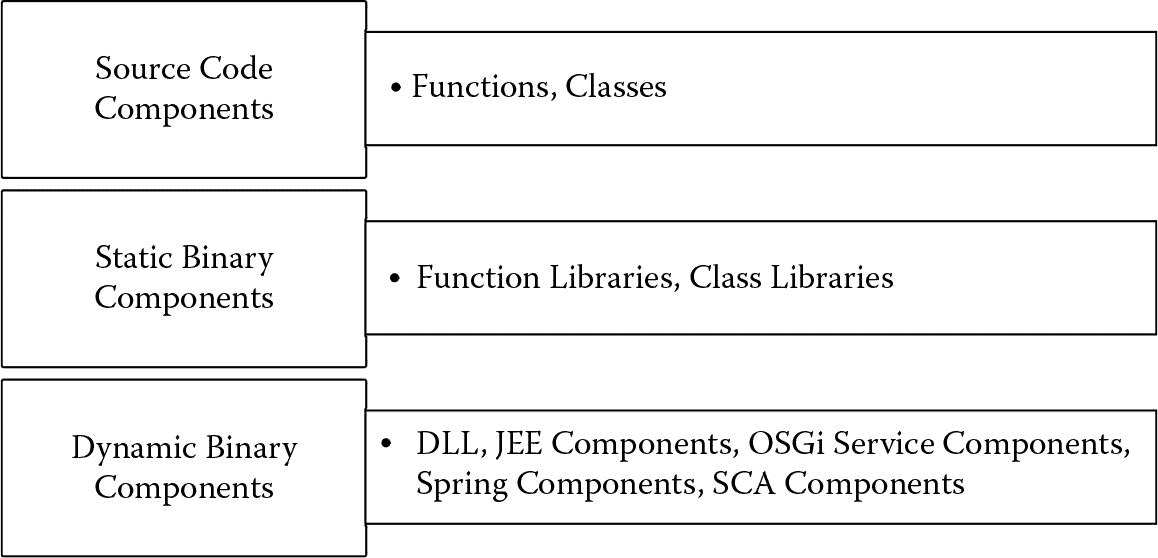 Source Code
Components
• Functions, Classes
Static Binary
Components
• Function Libraries, Class Libraries
Dynamic Binary
Components
• DLL, JEE Components, OSGi Service Components,
Spring Components, SCA Components